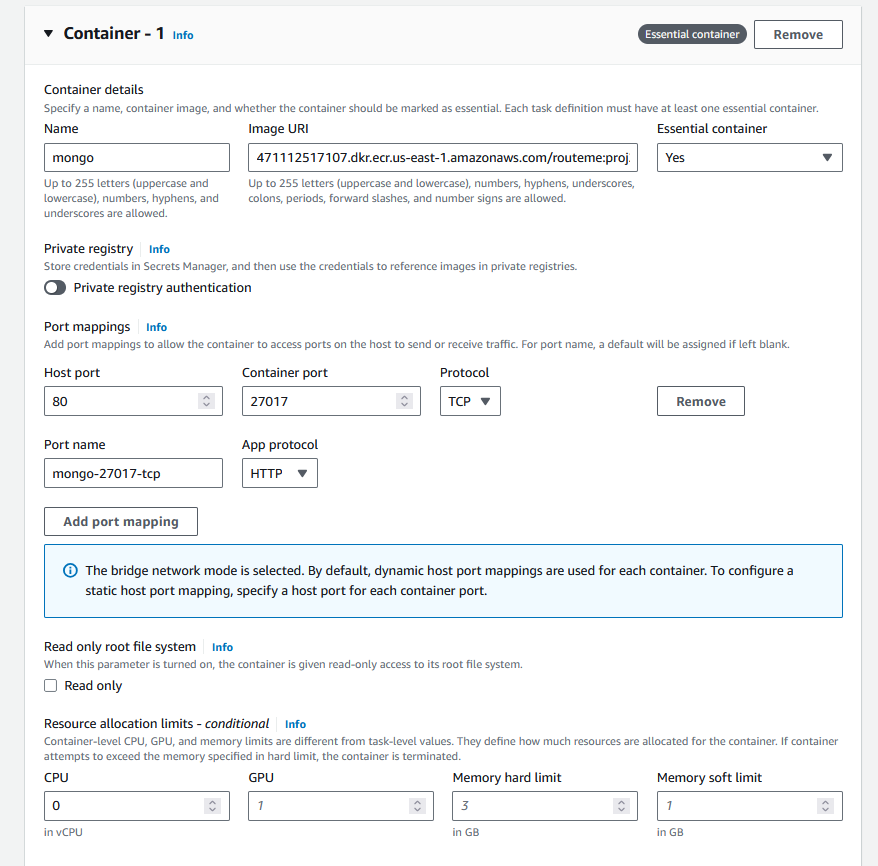 Container - 1 Info
Essential container
Remove
Container details
Specify a name, container image, and whether the container should be marked as essential. Each task definition must have at least one essential container.
Name
Image URI
Essential container
mongo
471112517107.dkr.ecr.us-east-1.amazonaws.com/routeme:proj.
Yes
Up to 255 letters (uppercase and
lowercase), numbers, hyphens, and
underscores are allowed.
Up to 255 letters (uppercase and lowercase), numbers, hyphens, underscores,
colons, periods, forward slashes, and number signs are allowed.
Private registry Info
Store credentials in Secrets Manager, and then use the credentials to reference images in private registries.
Private registry authentication
Port mappings Info
Add port mappings to allow the container to access ports on the host to send or receive traffic. For port name, a default will be assigned if left blank.
Host port
Container port
Protocol
80
27017
TCP
Remove
Port name
App protocol
mongo-27017-tcp
HTTP
Add port mapping
The bridge network mode is selected. By default, dynamic host port mappings are used for each container. To configure a
static host port mapping, specify a host port for each container port.
Read only root file system Info
When this parameter is turned on, the container is given read-only access to its root file system.
Read only
Resource allocation limits - conditional Info
Container-level CPU, GPU, and memory limits are different from task-level values. They define how much resources are allocated for the container. If container
attempts to exceed the memory specified in hard limit, the container is terminated.
CPU
GPU
Memory hard limit
Memory soft limit
0
1
3
1
in vCPU
in GB
in GB